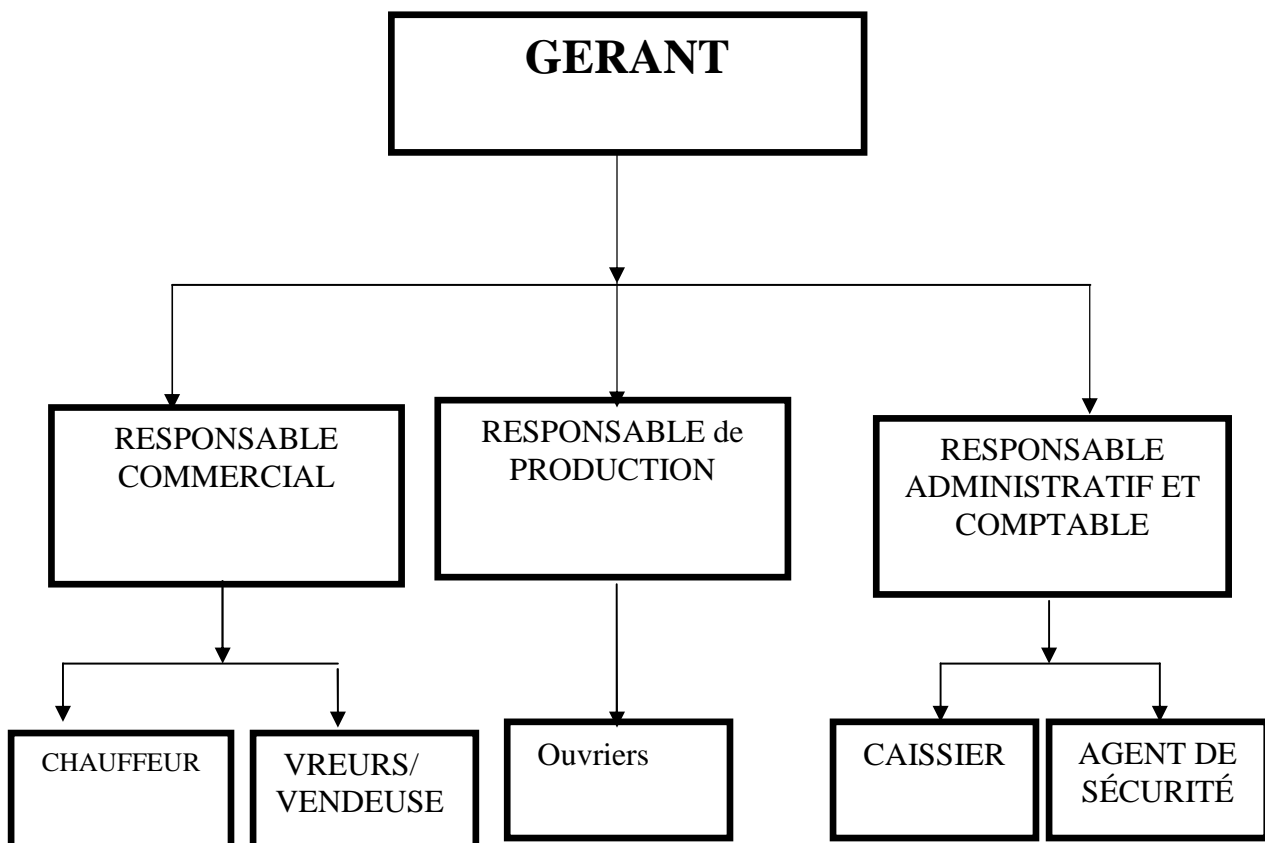 GERANT
RESPONSABLE
COMMERCIAL
RESPONSABLE de
PRODUCTION
RESPONSABLE
ADMINISTRATIF ET
COMPTABLE
CHAUFFEUR
VREURS/
VENDEUSE
Ouvriers
CAISSIER
AGENT DE
SÉCURITÉ